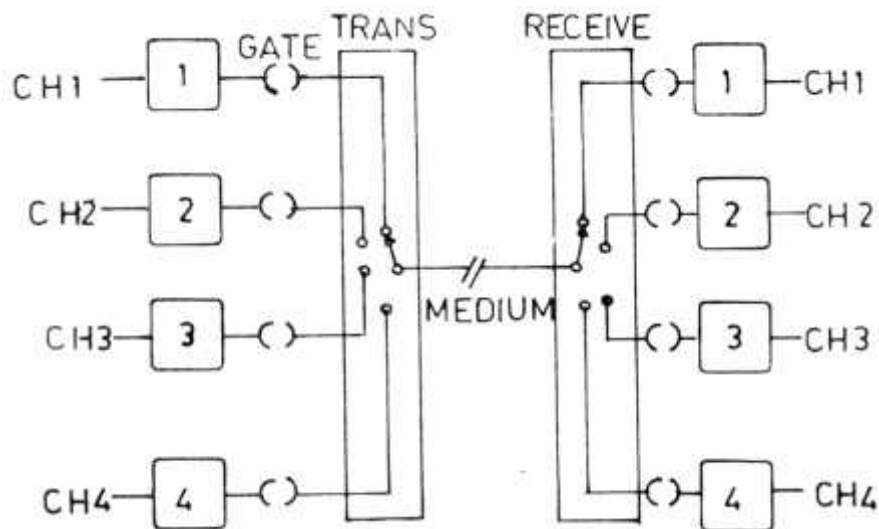 TRANS RECEIVE
GATE
CH1 1 1 CH1
CH2 2 2 CH2
MEDIUM
CH3 3 3 CH3
CH4 4 4 CH4